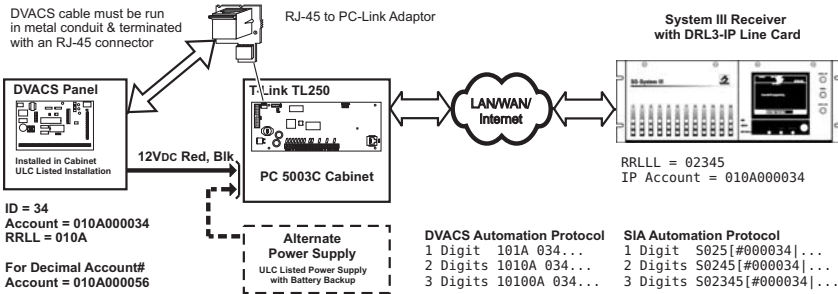 DVACS cable must be run
in metal conduit & terminated
with an RJ-45 connector
RJ-45 to PC-Link Adaptor
System III Receiver
with DRL3-IP Line Card
DVACS Panel
Installed in Cabinet
ULC Listed Installation
T-Link TL250
PC 5003C Cabinet
LAN/WAN/
Internet
SG-System III
12VDC Red, Blk
RRLLL = 02345
IP Account = 010A000034
ID = 34
Account = 010A000034
RRLL = 010A
For Decimal Account#
Account = 010A000056
Alternate
Power Supply
ULC Listed Power Supply
with Battery Backup
DVACS Automation Protocol
1 Digit 101A 034...
2 Digits 1010A 034...
3 Digits 10100A 034...
SIA Automation Protocol
1 Digit S025[#000034|...
2 Digits S0245[#000034|...
3 Digits S02345[#000034|...